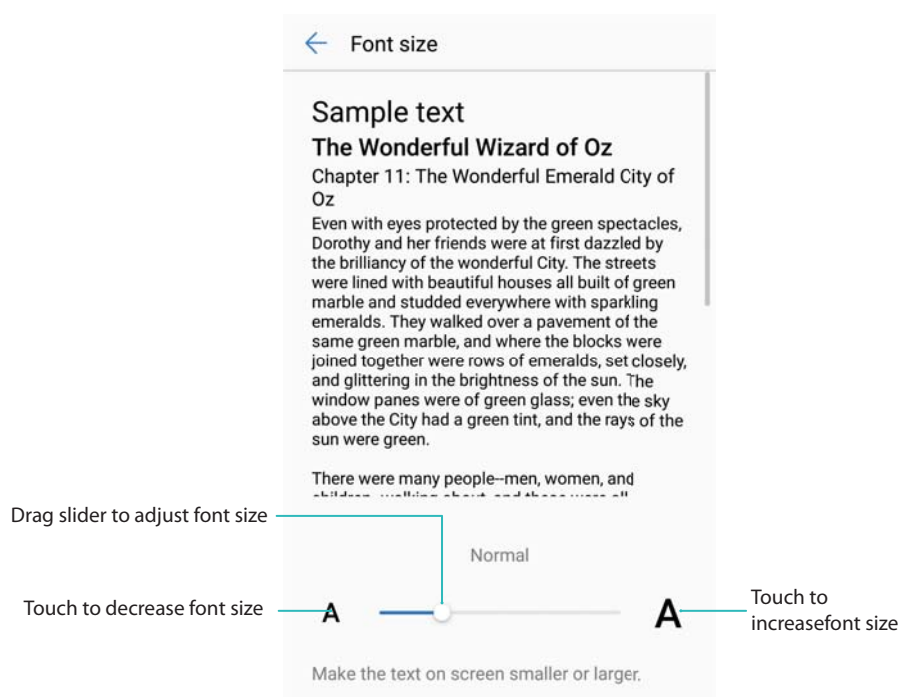 Font size
Sample text
The Wonderful Wizard of Oz
Chapter 11: The Wonderful Emerald City of
Oz
Even with eyes protected by the green spectacles,
Dorothy and her friends were at first dazzled by
the brilliancy of the wonderful City. The streets
were lined with beautiful houses all built of green
marble and studded everywhere with sparkling
emeralds. They walked over a pavement of the
same green marble, and where the blocks were
joined together were rows of emeralds, set closely,
and glittering in the brightness of the sun. The
window panes were of green glass; even the sky
above the City had a green tint, and the rays of the
sun were green.
There were many people--men, women, and
children, walking about, and these were all
Drag slider to adjust font size
Normal
Touch to decrease font size
A
A
Touch to
increasefont size
Make the text on screen smaller or larger.